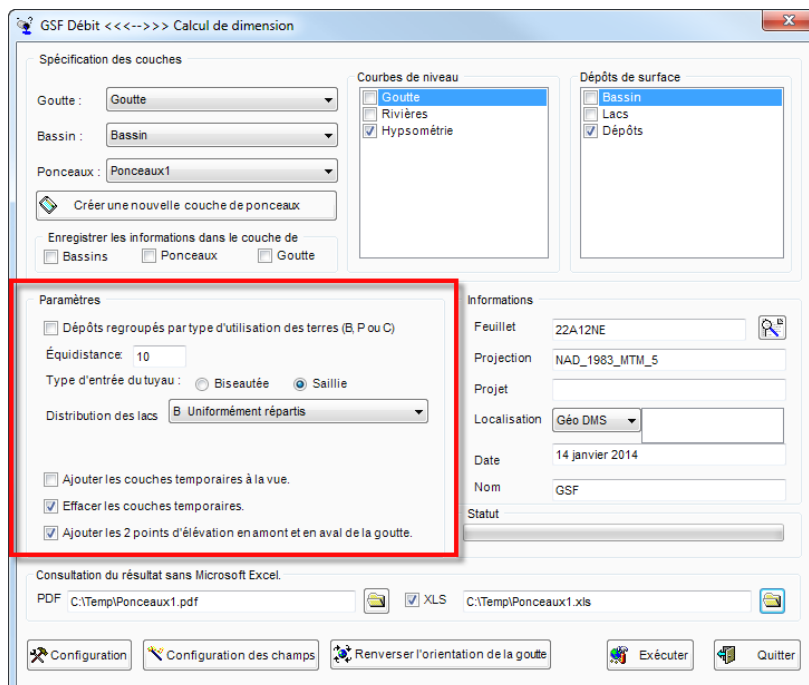 GSF Débit <<<-->>> Calcul de dimension
Spécification des couches
Goutte :
Goutte
Bassin :
Bassin
Ponceaux :
Ponceaux1
Créer une nouvelle couche de ponceaux
Enregistrer les informations dans le couche de
Bassins
Ponceaux
Goutte
Courbes de niveau
Goutte
Rivières
Hypsométrie
Dépôts de surface
Bassin
Lacs
Dépôts
Paramètres
Dépôts regroupés par type d'utilisation des terres (B, P ou C)
Équidistance:
10
Type d'entrée du tuyau :
Biseautée
Saillie
Distribution des lacs
B Uniformément répartis
Ajouter les couches temporaires à la vue.
Effacer les couches temporaires.
Ajouter les 2 points d'élévation en amont et en aval de la goutte.
Informations
Feuillet
22A12NE
Projection
NAD_1983_MTM_5
Projet
Localisation
Géo DMS
Date
14 janvier 2014
Nom
GSF
Statut
Consultation du résultat sans Microsoft Excel.
PDF
C:\Temp\Ponceaux1.pdf
XLS
C:\Temp\Ponceaux1.xls
Configuration
Configuration des champs
Renverser l'orientation de la goutte
Exécuter
Quitter